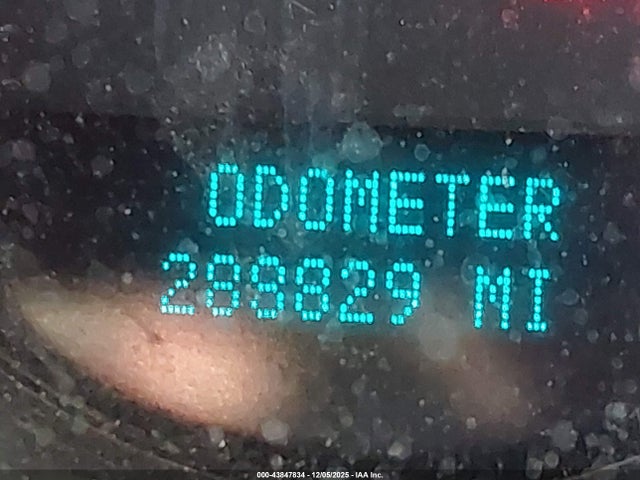 ODOMETER
288829 MI
000-43847834 - 12/05/2025 - IAA Inc.